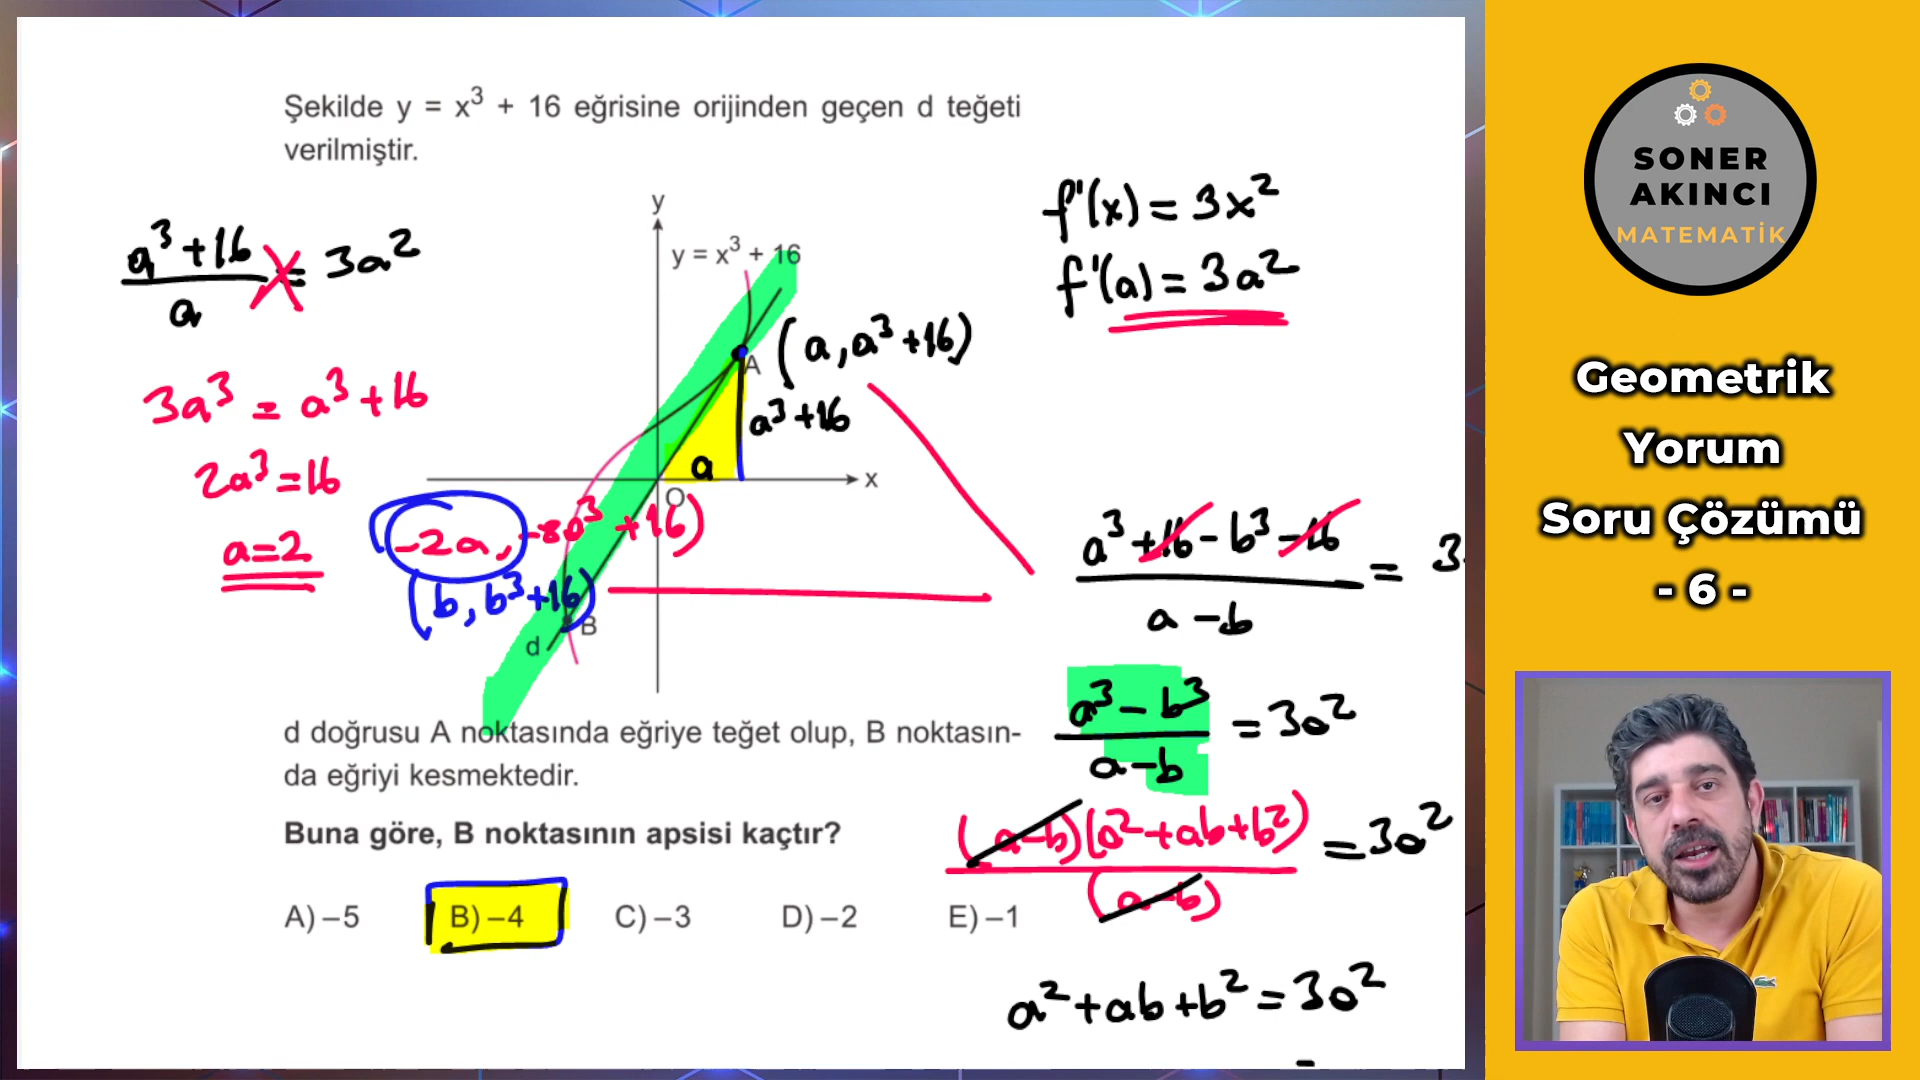 Şekilde y = x³ + 16 eğrisine orijinden geçen d teğeti
verilmiştir.
a³+16 / a = 3a²
3a³ = a³+16
2a³=16
a=2
y
y = x³ + 16
A
(a, a³+16)
a³+16
a
x
O
(-2a, -8a³ +16)
(b, b³+16)
B
d
f'(x) = 3x²
f'(a) = 3a²
a³+16-b³-16 / a-b = 3
a³-b³ / a-b = 3a²
(a-b)(a²+ab+b²) / (a-b) = 3a²
a²+ab+b² = 3a²
d doğrusu A noktasında eğriye teğet olup, B noktasın-
da eğriyi kesmektedir.
Buna göre, B noktasının apsisi kaçtır?
A) –5 B) –4 C) –3 D) –2 E) –1
SONER
AKINCI
MATEMATİK
Geometrik
Yorum
Soru Çözümü
- 6 -